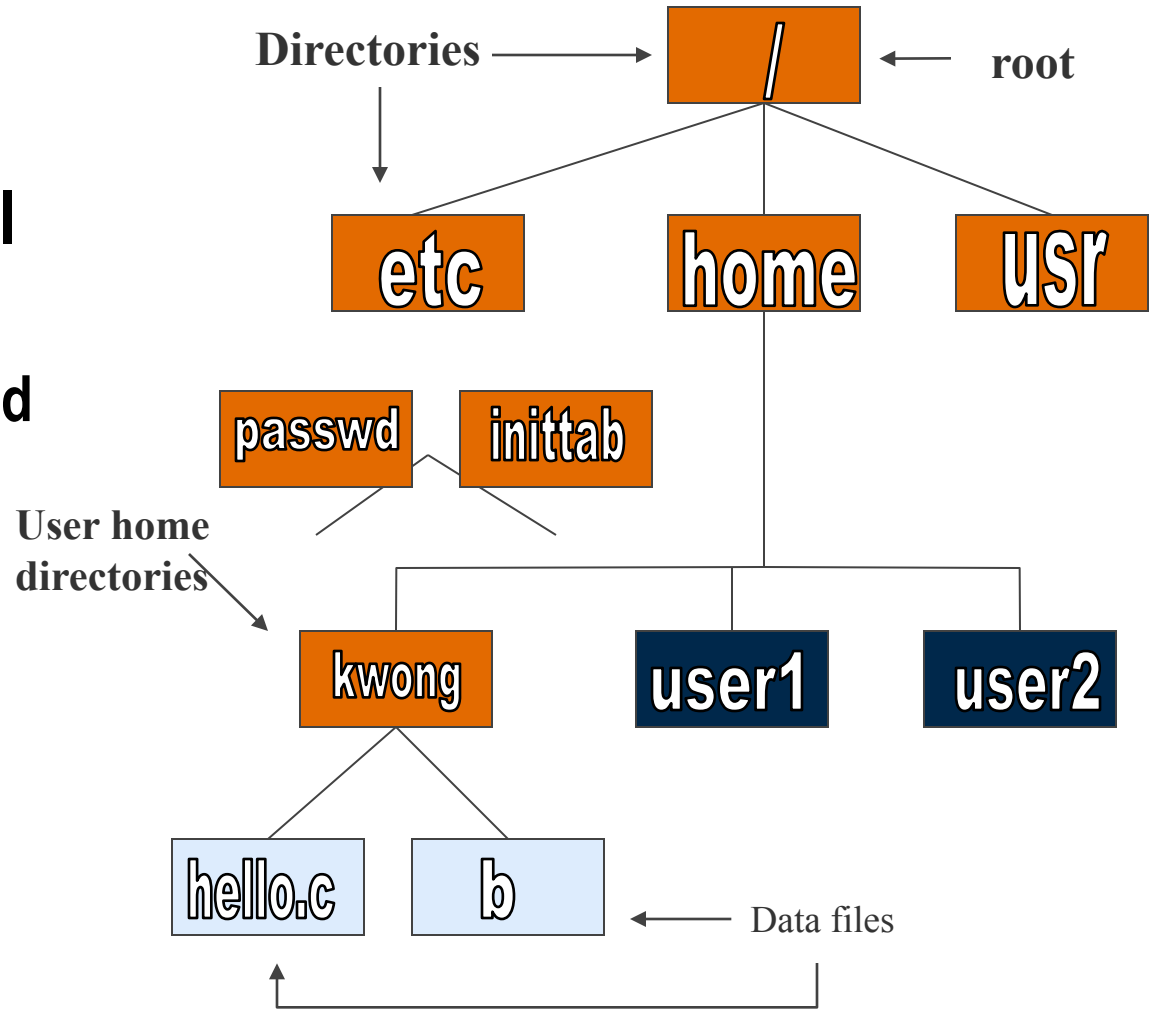 Directories
/
root
l
etc
home
usr
d
passwd
inittab
User home
directories
kwong
user1
user2
hello.c
b
Data files